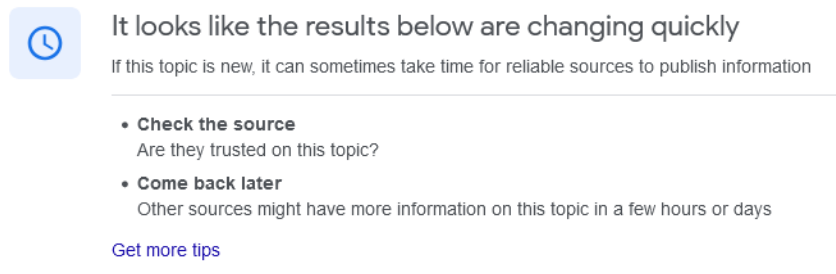 It looks like the results below are changing quickly
If this topic is new, it can sometimes take time for reliable sources to publish information
• Check the source
Are they trusted on this topic?
• Come back later
Other sources might have more information on this topic in a few hours or days
Get more tips